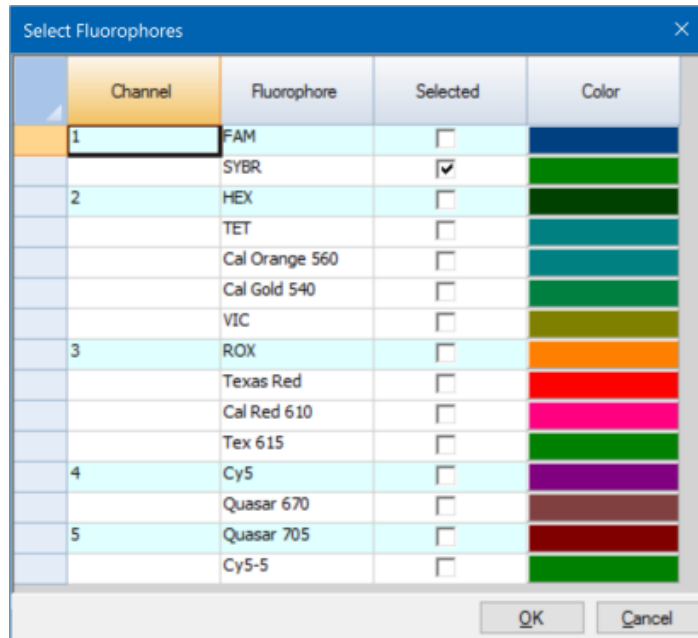 Select Fluorophores
Channel Fluorophore Selected Color
1 FAM
SYBR
2 HEX
TET
Cal Orange 560
Cal Gold 540
VIC
3 ROX
Texas Red
Cal Red 610
Tex 615
4 Cy5
Quasar 670
5 Quasar 705
Cy5-5
OK Cancel